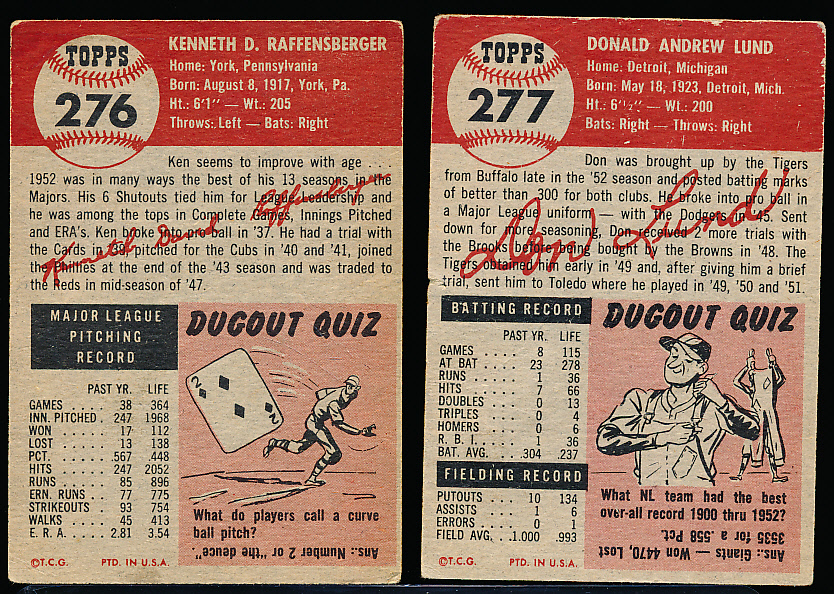 TOPPS
276
KENNETH D. RAFFENSBERGER
Home: York, Pennsylvania
Born: August 8, 1917, York, Pa.
Ht.: 6'1" — Wt.: 205
Throws: Left — Bats: Right
Ken seems to improve with age . . . .
1952 was in many ways the best of his 13 seasons in the
Majors. His 6 Shutouts tied him for League leadership and
he was among the tops in Complete Games, Innings Pitched
and ERA's. Ken broke into pro ball in '37. He had a trial with
the Cards in '39, pitched for the Cubs in '40 and '41, joined
the Phillies at the end of the '43 season and was traded to
the Reds in mid-season of '47.
Kenneth David Raffensberger
MAJOR LEAGUE
PITCHING
RECORD
PAST YR. LIFE
GAMES . . . . 38 364
INN. PITCHED . 247 1968
WON . . . . . 17 112
LOST . . . . . 13 138
PCT. . . . . . .567 .448
HITS . . . . . 247 2052
RUNS . . . . 85 896
ERN. RUNS . . 77 775
STRIKEOUTS . 93 754
WALKS . . . . 45 413
E. R. A. . . . . 2.81 3.54
DUGOUT QUIZ
2
2
What do players call a curve
ball pitch?
Ans.: Number 2 or "the deuce".
©T.C.G. PTD. IN U.S.A.
TOPPS
277
DONALD ANDREW LUND
Home: Detroit, Michigan
Born: May 18, 1923, Detroit, Mich.
Ht.: 6'½" — Wt.: 200
Bats: Right — Throws: Right
Don was brought up by the Tigers
from Buffalo late in the '52 season and posted batting marks
of better than .300 for both clubs. He broke into pro ball in
a Major League uniform — with the Dodgers in '45. Sent
down for more seasoning, Don received 2 more trials with
the Brooks before being bought by the Browns in '48. The
Tigers obtained him early in '49 and, after giving him a brief
trial, sent him to Toledo where he played in '49, '50 and '51.
Don Lund
BATTING RECORD
PAST YR. LIFE
GAMES . . . . 8 115
AT BAT . . . . 23 278
RUNS . . . . 1 36
HITS . . . . . 7 66
DOUBLES . . . 0 13
TRIPLES . . . 0 4
HOMERS . . . 0 6
R. B. I. . . . . 1 36
BAT. AVG. . . .304 .237
FIELDING RECORD
PUTOUTS . . . 10 134
ASSISTS . . . 1 6
ERRORS . . . 0 1
FIELD AVG. . .1.000 .993
DUGOUT QUIZ
What NL team had the best
over-all record 1900 thru 1952?
Ans.: Giants — Won 4470, Lost
3535 for a .558 Pct.
©T.C.G. PTD. IN U.S.A.